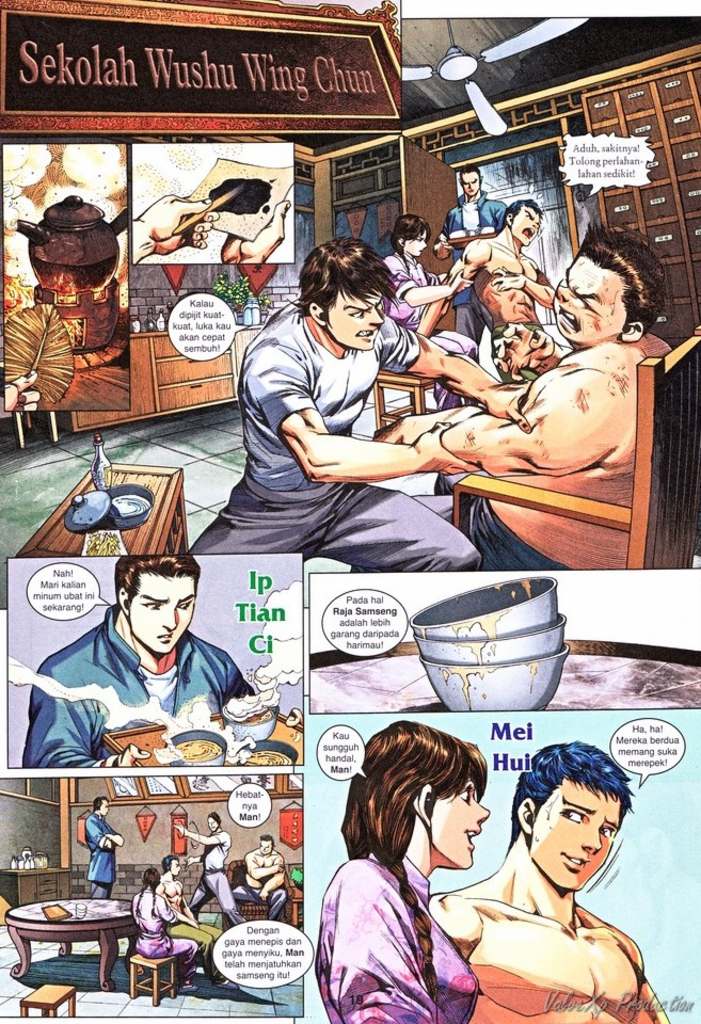 Sekolah Wushu Wing Chun
Aduh, sakitnya!
Tolong perlahan-
lahan sedikit!
Kalau
dipijit kuat-
kuat, luka kau
akan cepat
sembuh!
Nah!
Mari kalian
minum ubat ini
sekarang!
Ip
Tian
Ci
Pada hal
Raja Samseng
adalah lebih
garang daripada
harimau!
Hebat-
nya
Man!
Dengan
gaya menepis dan
gaya menyiku, Man
telah menjatuhkan
samseng itu!
Kau
sungguh
handal,
Man!
Mei
Hui
Ha, ha!
Mereka berdua
memang suka
merepek!
18
ValorXp Production